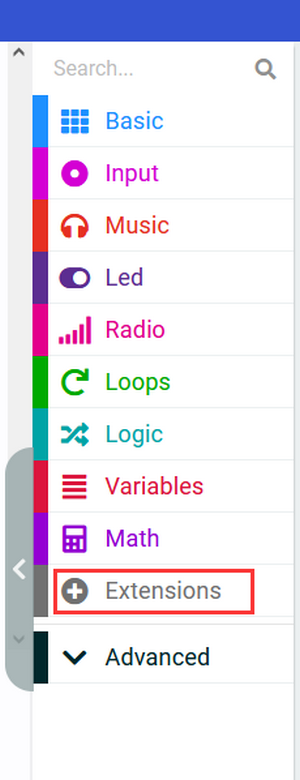 Search...
Basic
Input
Music
Led
Radio
Loops
Logic
Variables
Math
Extensions
Advanced